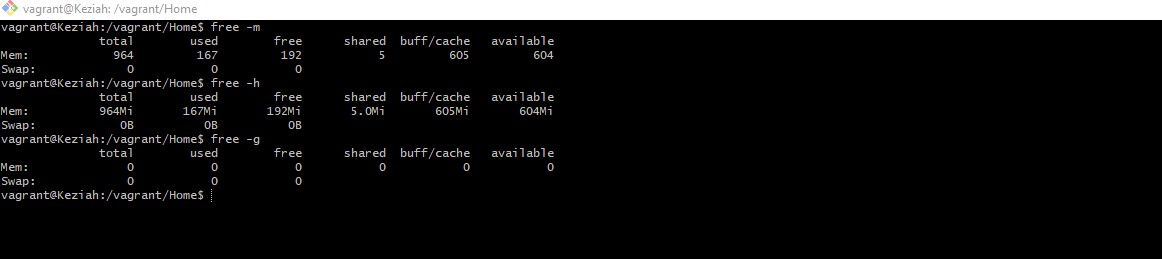 vagrant@Keziah: /vagrant/Home
vagrant@Keziah:/vagrant/Home$ free -m
              total        used        free      shared  buff/cache   available
Mem:            964         167         192           5         605         604
Swap:             0           0           0
vagrant@Keziah:/vagrant/Home$ free -h
              total        used        free      shared  buff/cache   available
Mem:          964Mi       167Mi       192Mi       5.0Mi       605Mi       604Mi
Swap:            0B          0B          0B
vagrant@Keziah:/vagrant/Home$ free -g
              total        used        free      shared  buff/cache   available
Mem:              0           0           0           0           0           0
Swap:             0           0           0
vagrant@Keziah:/vagrant/Home$